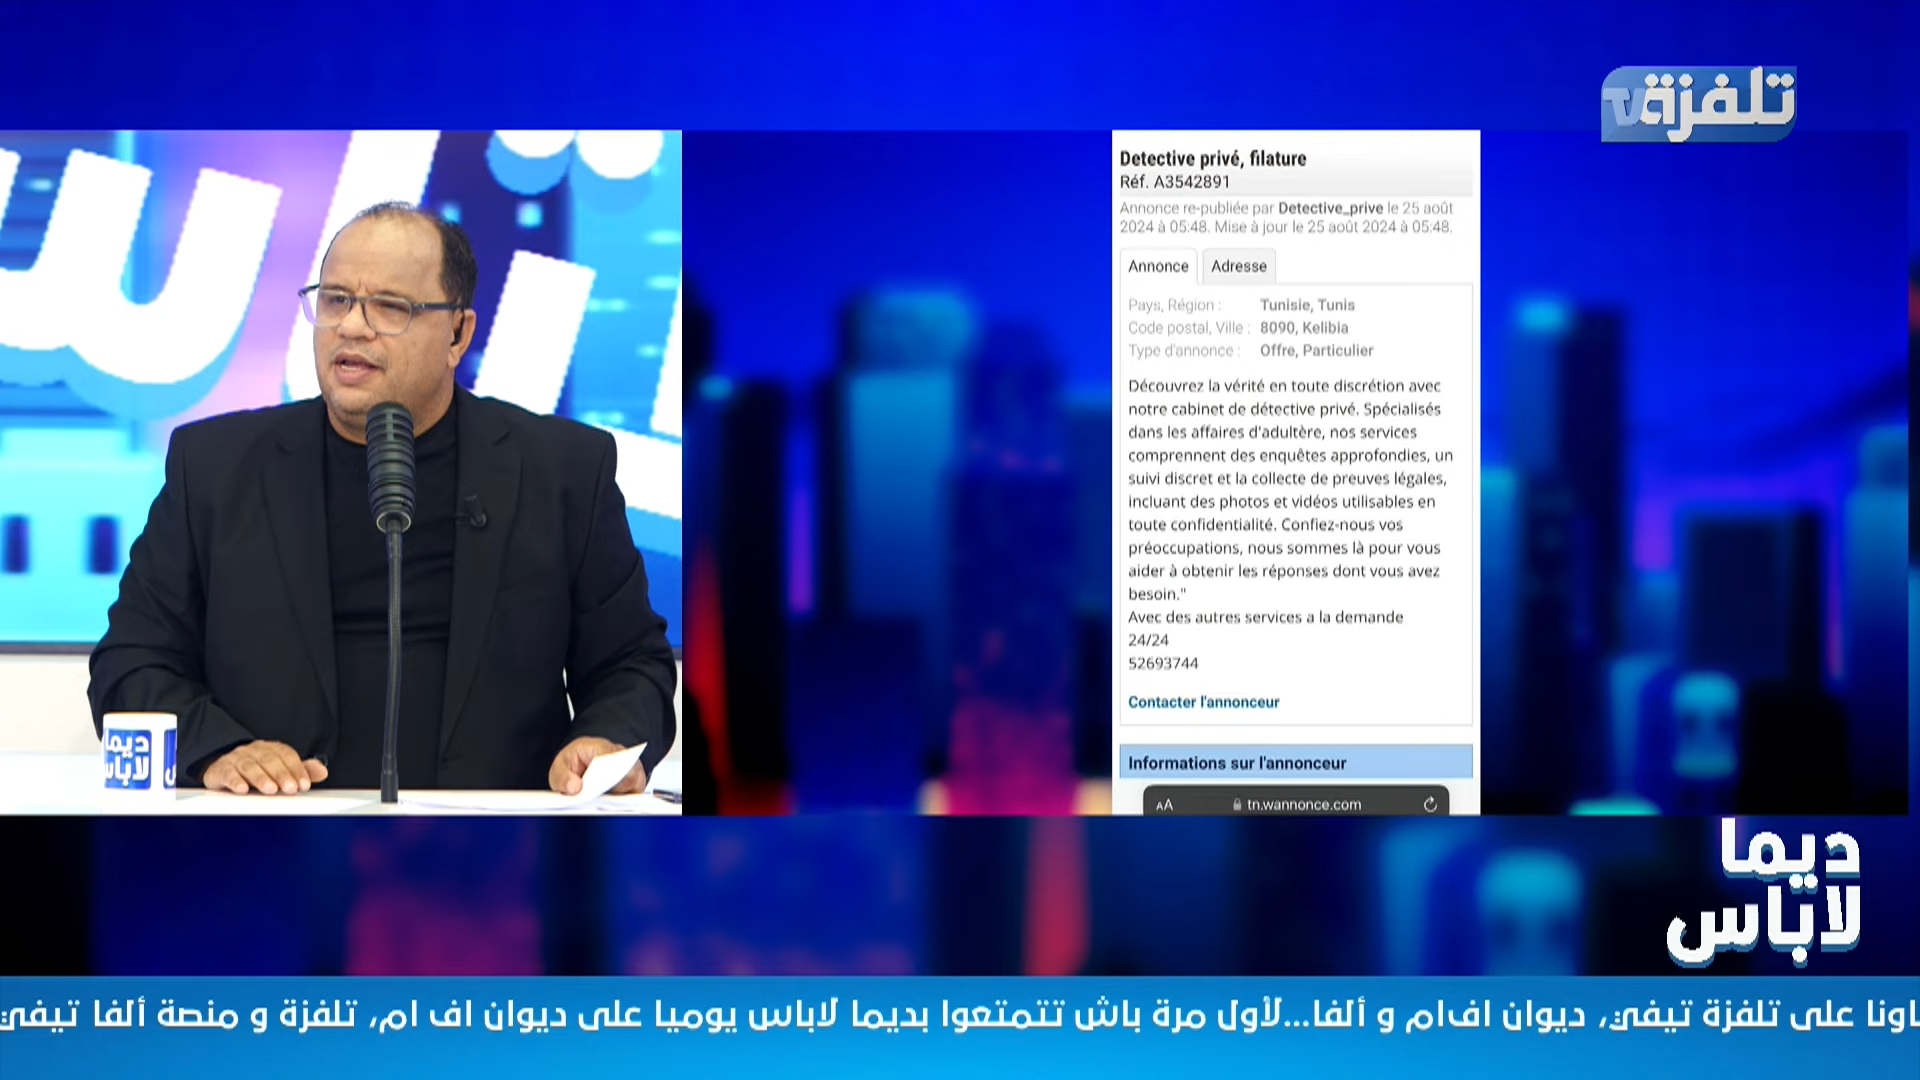 تلفزة TV
Detective privé, filature
Réf. A3542891
Annonce re-publiée par Detective_prive le 25 août
2024 à 05:48. Mise à jour le 25 août 2024 à 05:48.
Annonce Adresse
Pays, Région : Tunisie, Tunis
Code postal, Ville : 8090, Kelibia
Type d'annonce : Offre, Particulier
Découvrez la vérité en toute discrétion avec
notre cabinet de détective privé. Spécialisés
dans les affaires d'adultère, nos services
comprennent des enquêtes approfondies, un
suivi discret et la collecte de preuves légales,
incluant des photos et vidéos utilisables en
toute confidentialité. Confiez-nous vos
préoccupations, nous sommes là pour vous
aider à obtenir les réponses dont vous avez
besoin."
Avec des autres services a la demande
24/24
52693744
Contacter l'annonceur
Informations sur l'annonceur
AA tn.wannonce.com
ديما
لاباس
ديما
لاباس
على تلفزة تيفي، ديوان افام و ألفا...لأول مرة باش تتمتعوا بديما لاباس يوميا على ديوان اف ام، تلفزة و منصة ألفا تيفي